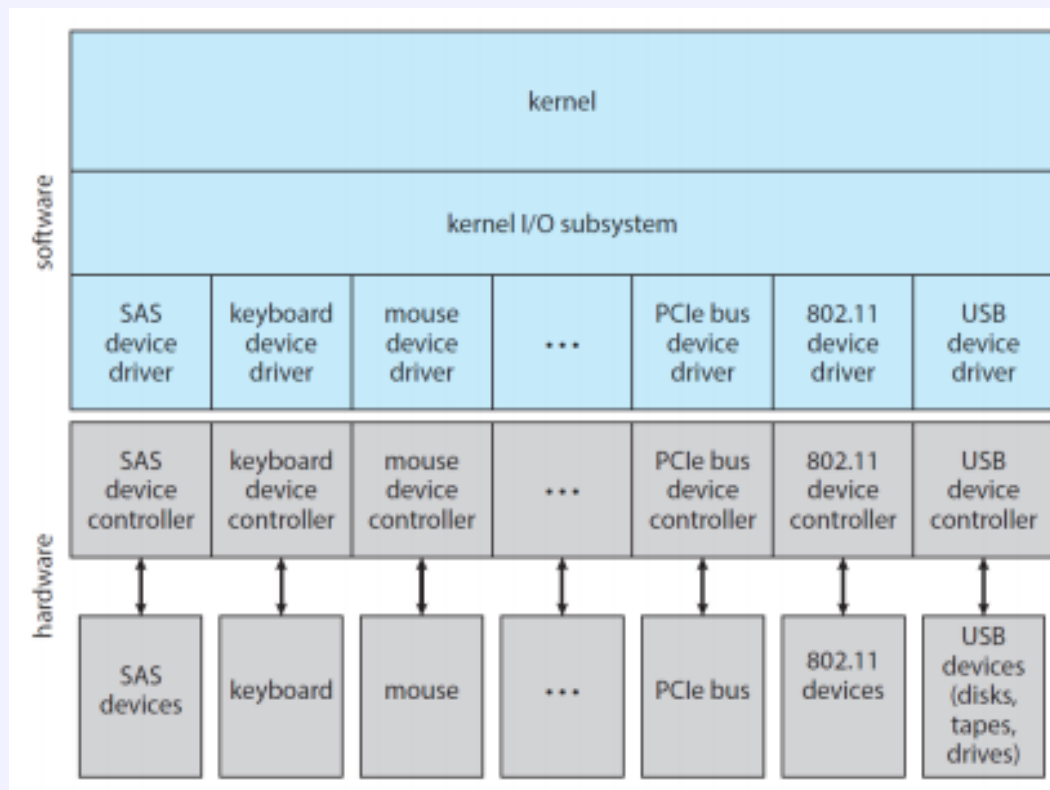 software
kernel
kernel I/O subsystem
SAS
device
driver
keyboard
device
driver
mouse
device
driver
...
PCIe bus
device
driver
802.11
device
driver
USB
device
driver
hardware
SAS
device
controller
keyboard
device
controller
mouse
device
controller
...
PCIe bus
device
controller
802.11
device
controller
USB
device
controller
SAS
devices
keyboard
mouse
...
PCIe bus
802.11
devices
USB
devices
(disks,
tapes,
drives)